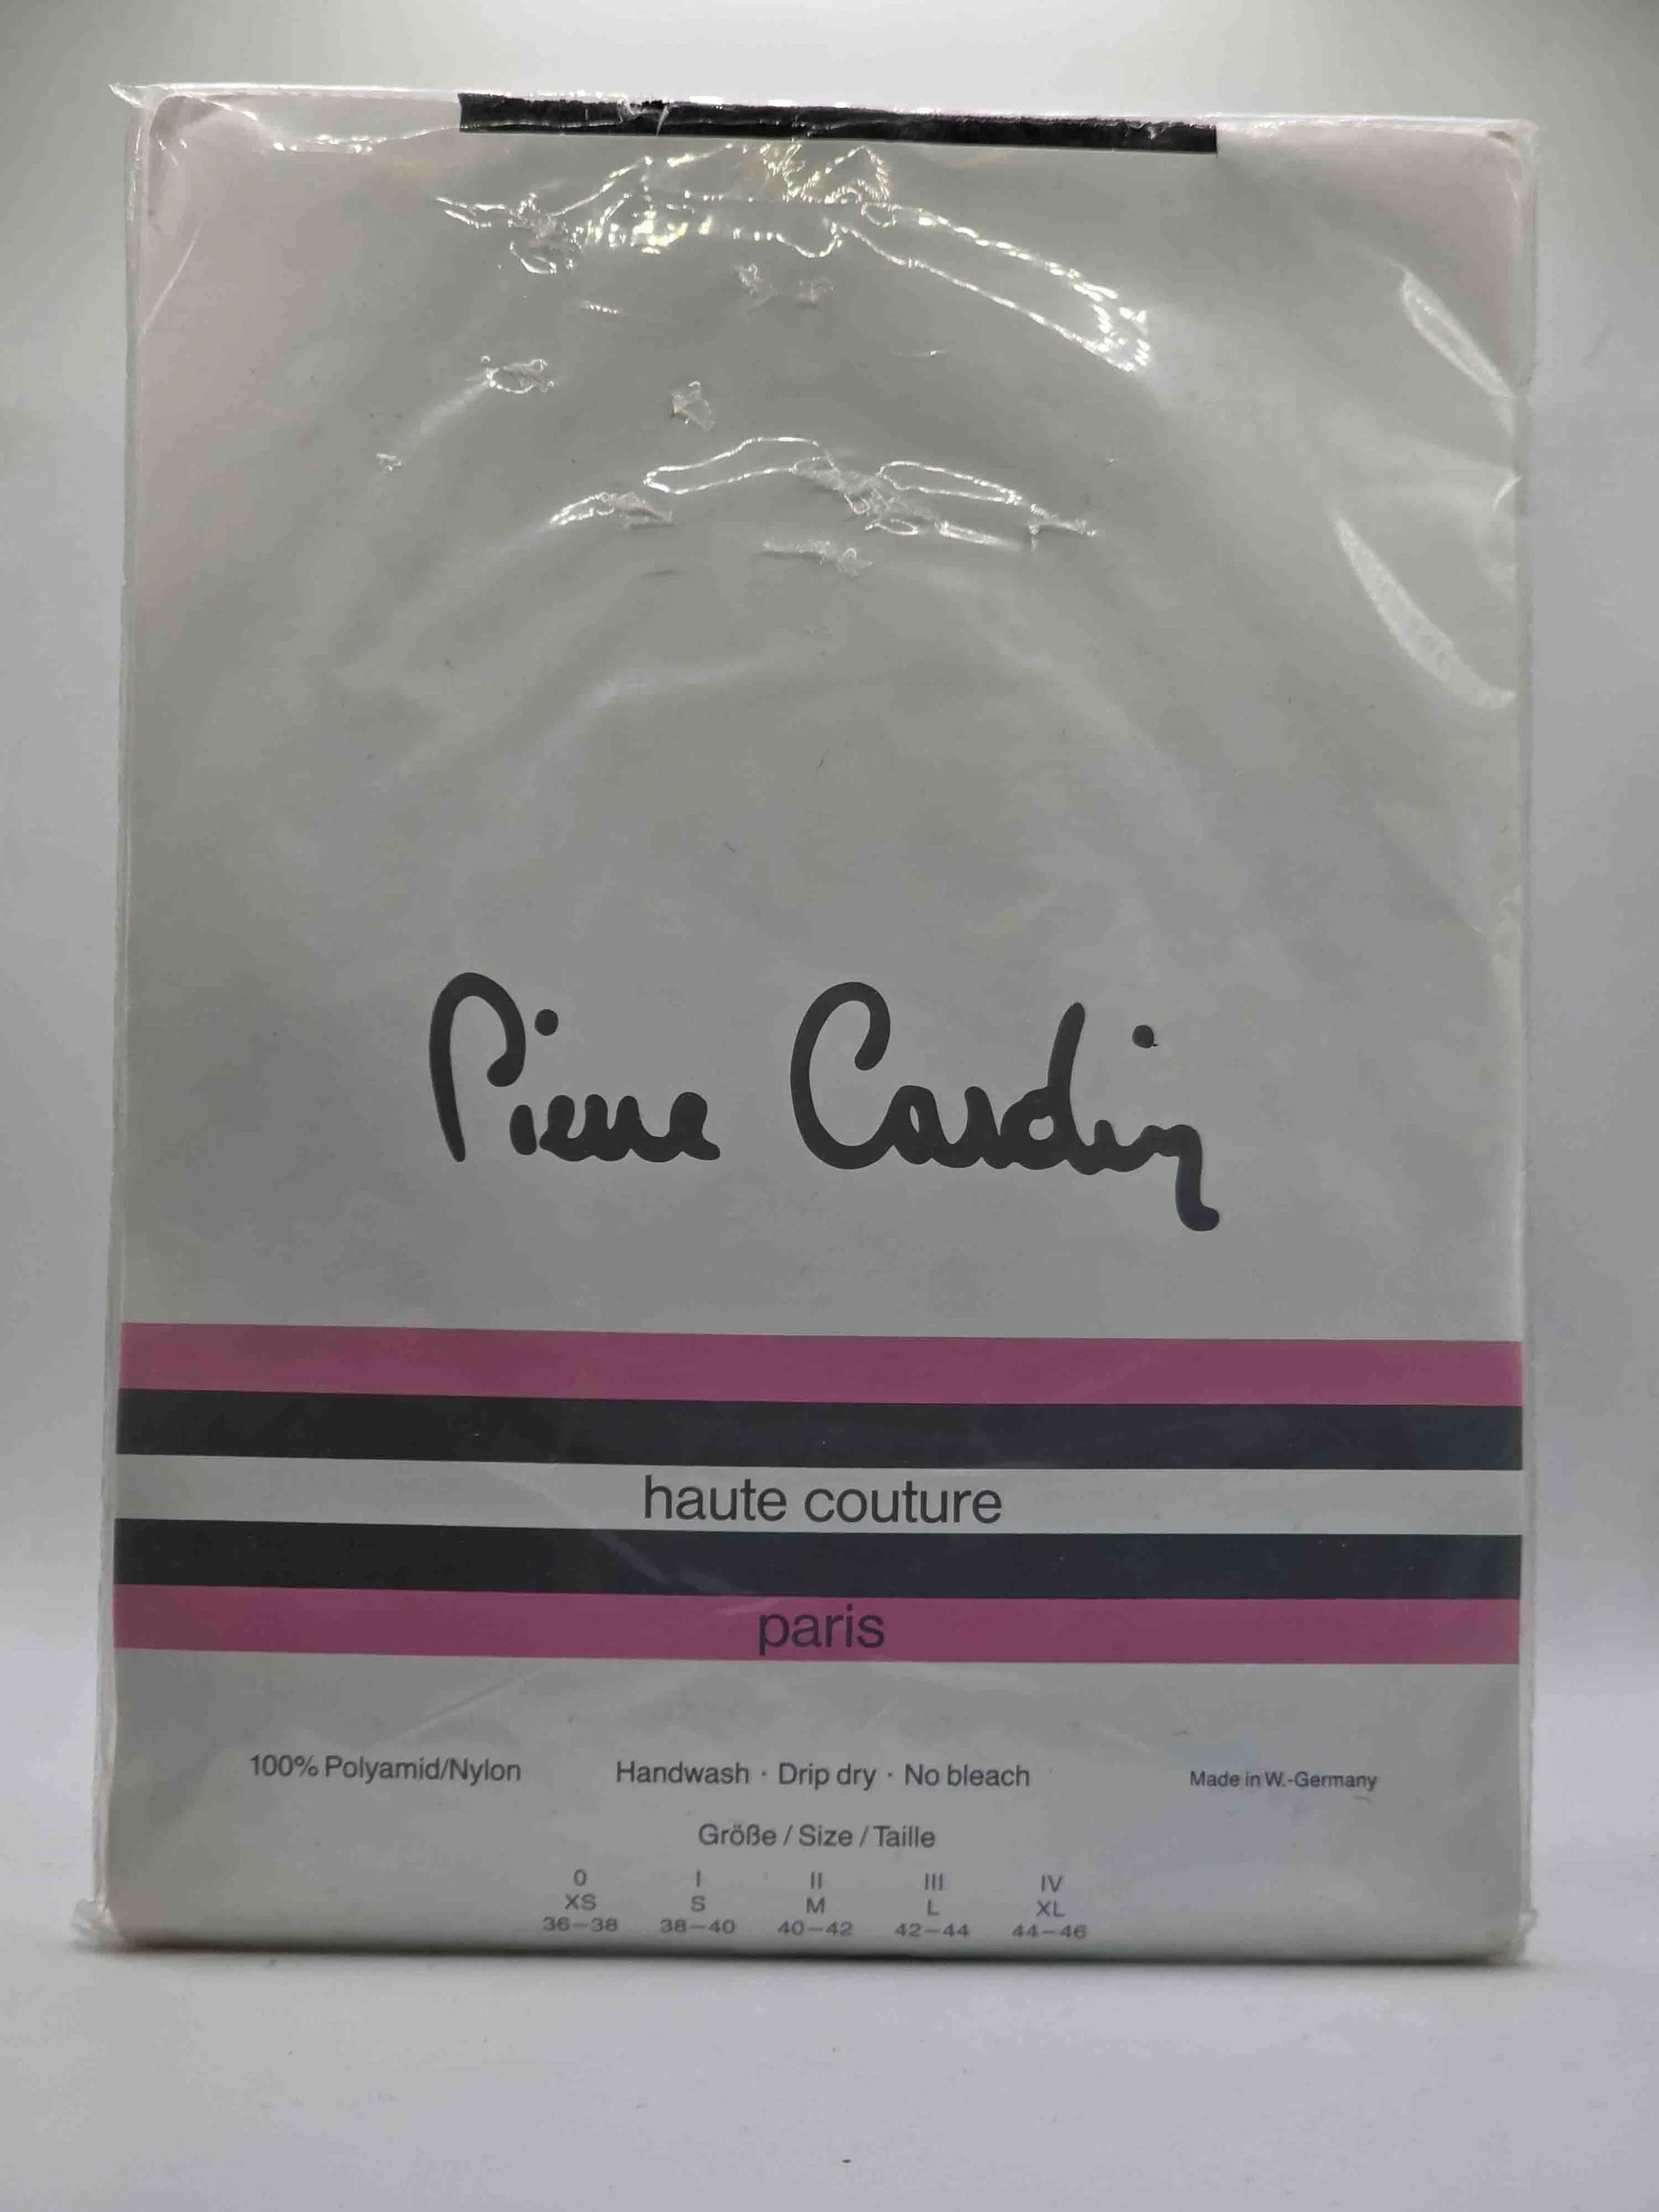 Pierre Cardin
haute couture
paris
100% Polyamid/Nylon Handwash · Drip dry · No bleach Made in W.-Germany
Größe / Size / Taille
0 I II III IV
XS S M L XL
36–38 38–40 40–42 42–44 44–46